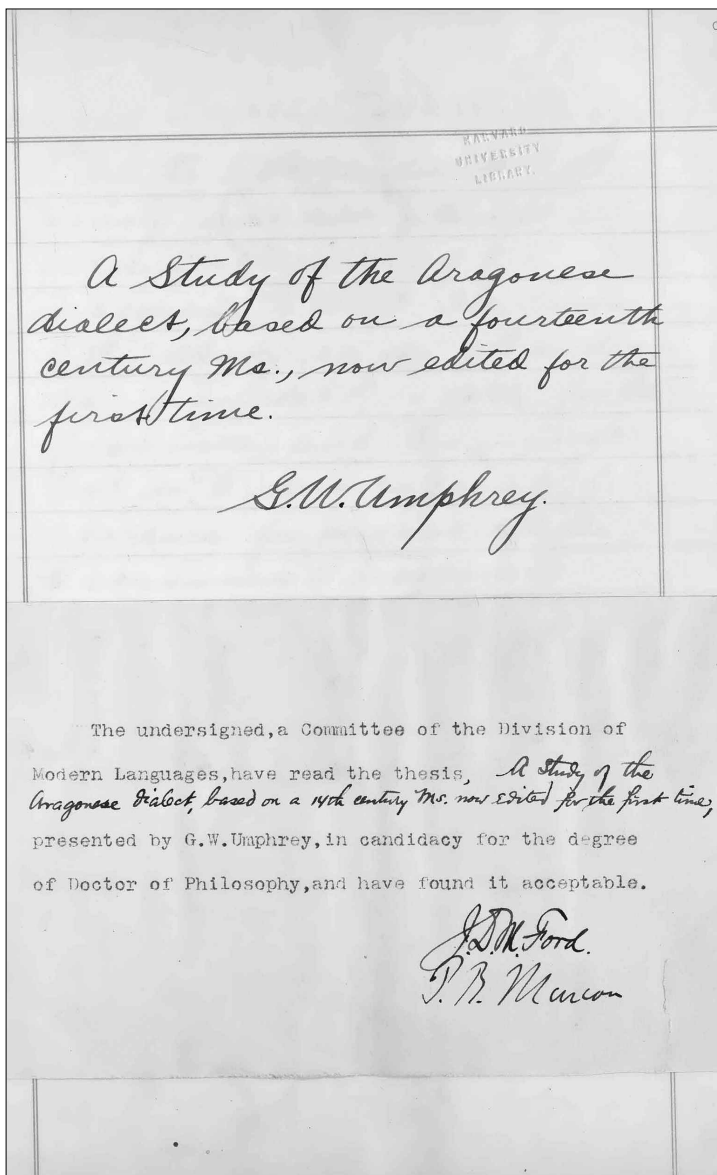 HARVARD
UNIVERSITY
LIBRARY.
A Study of the Aragonese
dialect, based on a fourteenth
century Ms., now edited for the
first time.
G.W. Umphrey.
The undersigned,a Committee of the Division of
Modern Languages,have read the thesis, A Study of the
Aragonese dialect, based on a 14th century Ms. now edited for the first time,
presented by G.W.Umphrey,in candidacy for the degree
of Doctor of Philosophy,and have found it acceptable.
J.D.M. Ford.
P. B. Marcou